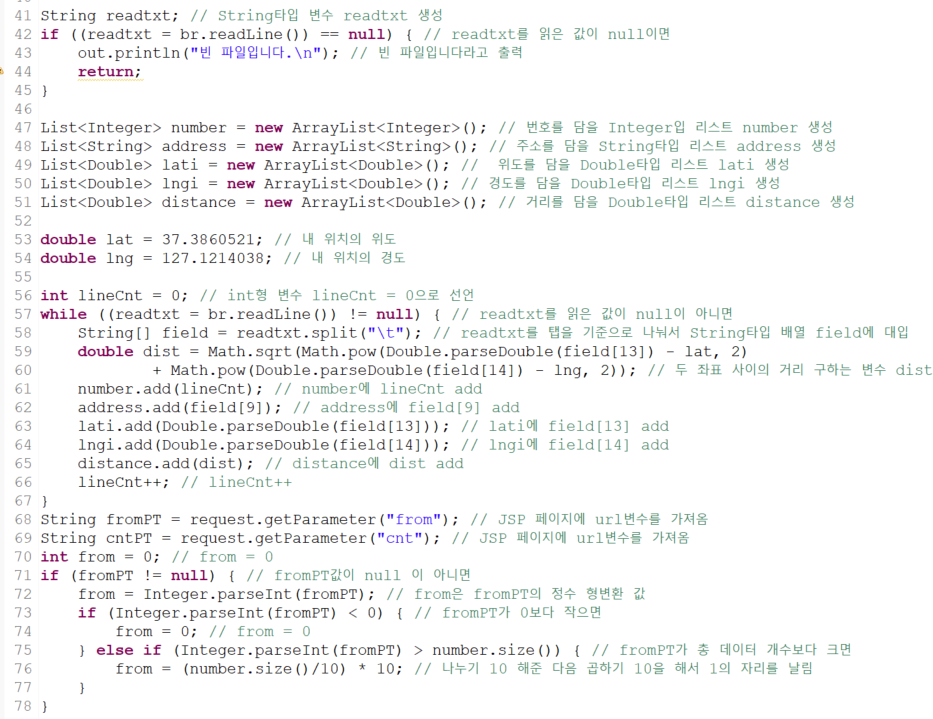 41 String readtxt; // String타입 변수 readtxt 생성
42 if ((readtxt = br.readLine()) == null) { // readtxt를 읽은 값이 null이면
43     out.println("빈 파일입니다.\n"); // 빈 파일입니다라고 출력
44     return;
45 }
46
47 List<Integer> number = new ArrayList<Integer>(); // 번호를 담을 Integer입 리스트 number 생성
48 List<String> address = new ArrayList<String>(); // 주소를 담을 String타입 리스트 address 생성
49 List<Double> lati = new ArrayList<Double>(); //  위도를 담을 Double타입 리스트 lati 생성
50 List<Double> lngi = new ArrayList<Double>(); // 경도를 담을 Double타입 리스트 lngi 생성
51 List<Double> distance = new ArrayList<Double>(); // 거리를 담을 Double타입 리스트 distance 생성
52
53 double lat = 37.3860521; // 내 위치의 위도
54 double lng = 127.1214038; // 내 위치의 경도
55
56 int lineCnt = 0; // int형 변수 lineCnt = 0으로 선언
57 while ((readtxt = br.readLine()) != null) { // readtxt를 읽은 값이 null이 아니면
58     String[] field = readtxt.split("\t"); // readtxt를 탭을 기준으로 나눠서 String타입 배열 field에 대입
59     double dist = Math.sqrt(Math.pow(Double.parseDouble(field[13]) - lat, 2)
60             + Math.pow(Double.parseDouble(field[14]) - lng, 2)); // 두 좌표 사이의 거리 구하는 변수 dist
61     number.add(lineCnt); // number에 lineCnt add
62     address.add(field[9]); // address에 field[9] add
63     lati.add(Double.parseDouble(field[13])); // lati에 field[13] add
64     lngi.add(Double.parseDouble(field[14])); // lngi에 field[14] add
65     distance.add(dist); // distance에 dist add
66     lineCnt++; // lineCnt++
67 }
68 String fromPT = request.getParameter("from"); // JSP 페이지에 url변수를 가져옴
69 String cntPT = request.getParameter("cnt"); // JSP 페이지에 url변수를 가져옴
70 int from = 0; // from = 0
71 if (fromPT != null) { // fromPT값이 null 이 아니면
72     from = Integer.parseInt(fromPT); // from은 fromPT의 정수 형변환 값
73     if (Integer.parseInt(fromPT) < 0) { // fromPT가 0보다 작으면
74         from = 0; // from = 0
75     } else if (Integer.parseInt(fromPT) > number.size()) { // fromPT가 총 데이터 개수보다 크면
76         from = (number.size()/10) * 10; // 나누기 10 해준 다음 곱하기 10을 해서 1의 자리를 날림
77     }
78 }